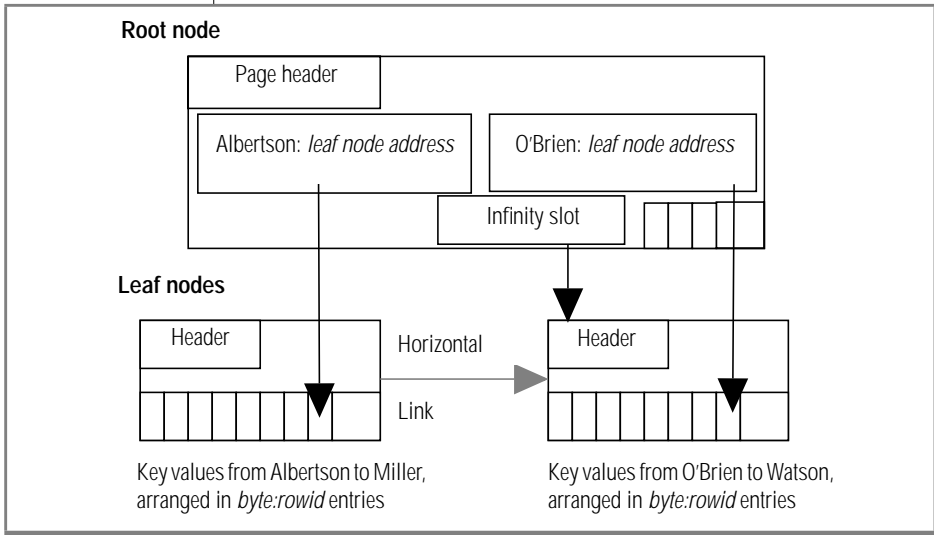 Root node
Page header
Albertson: leaf node address
O'Brien: leaf node address
Infinity slot
Leaf nodes
Header
Horizontal
Link
Header
Key values from Albertson to Miller,
arranged in byte:rowid entries
Key values from O'Brien to Watson,
arranged in byte:rowid entries